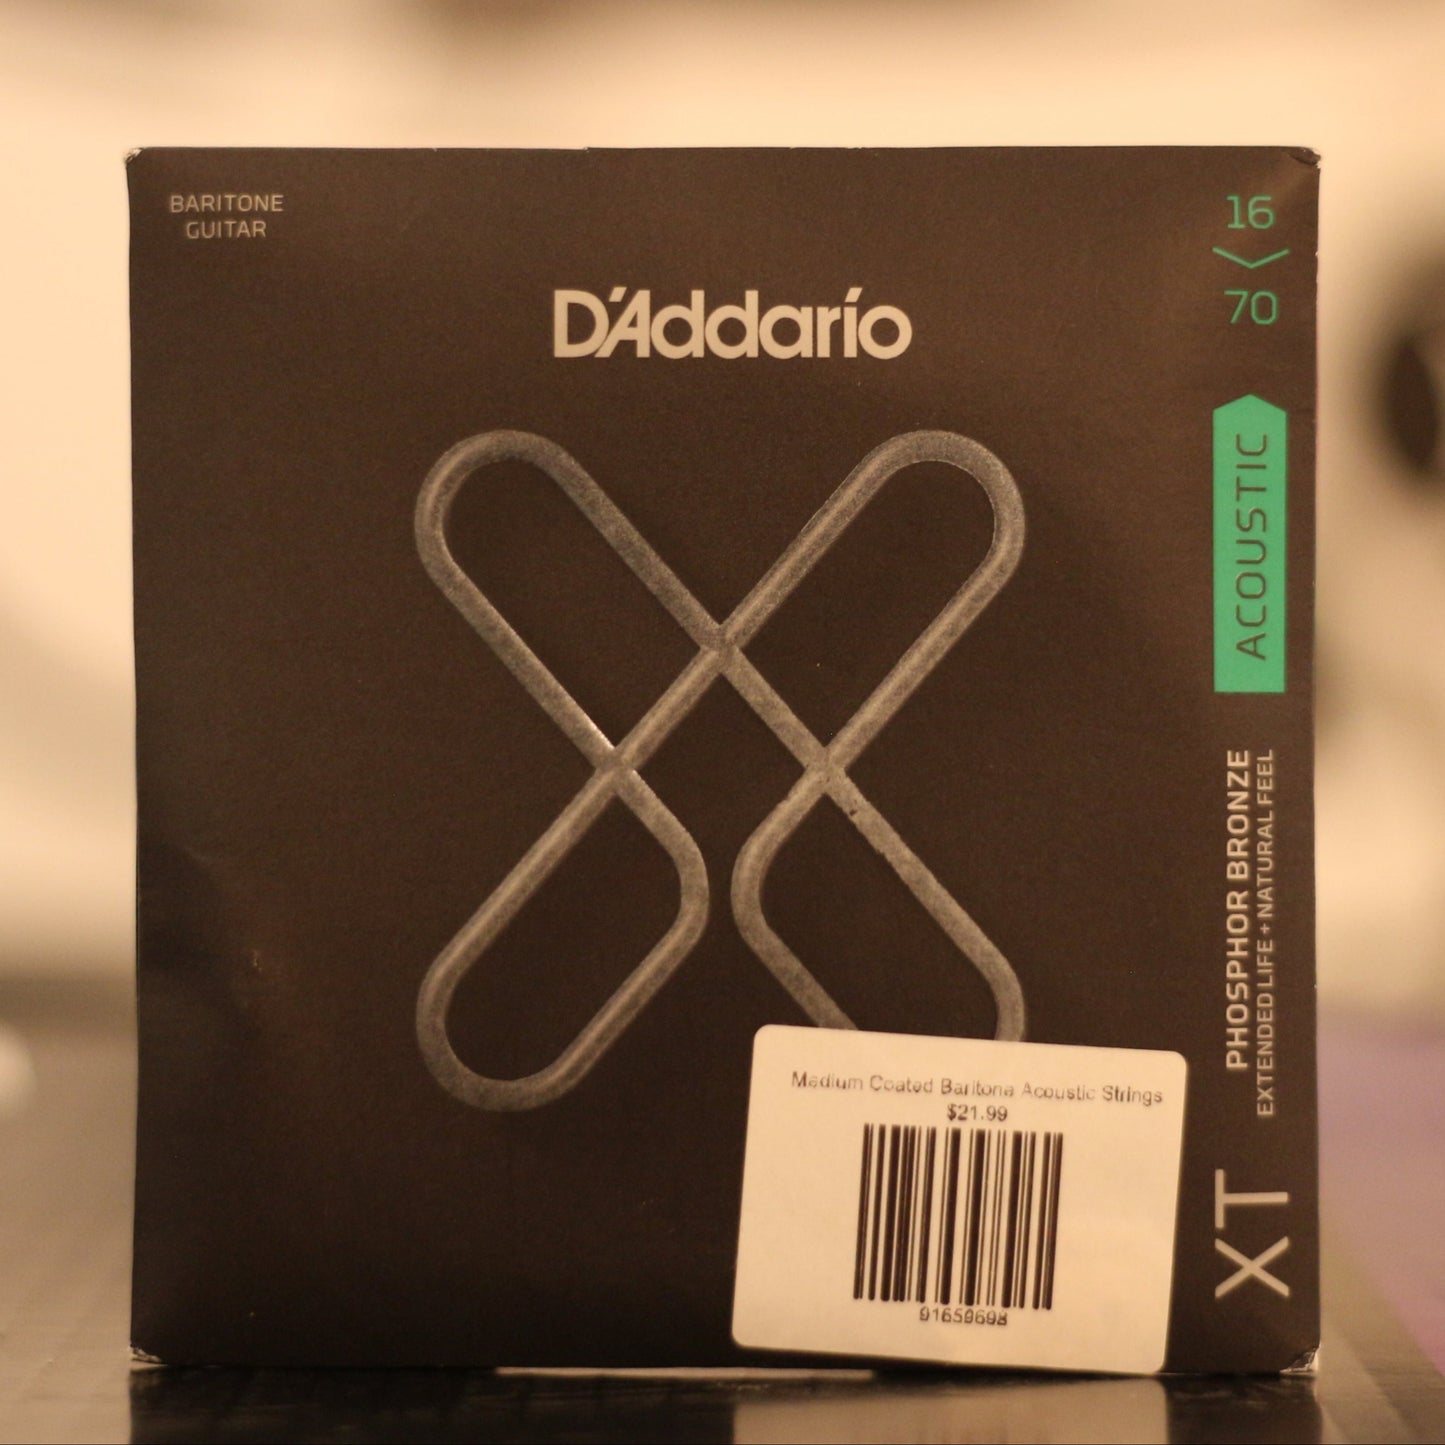 BARITONE
GUITAR
16
70
D'Addario
ACOUSTIC
PHOSPHOR BRONZE
EXTENDED LIFE + NATURAL FEEL
XT
Medium Coated Baritone Acoustic Strings
$21.99
91659698